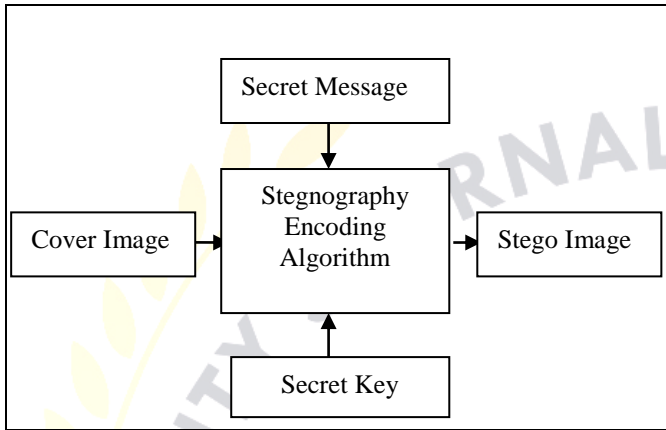 Secret Message
Stegnography
Encoding
Algorithm
Cover Image
Stego Image
Secret Key
RNAL